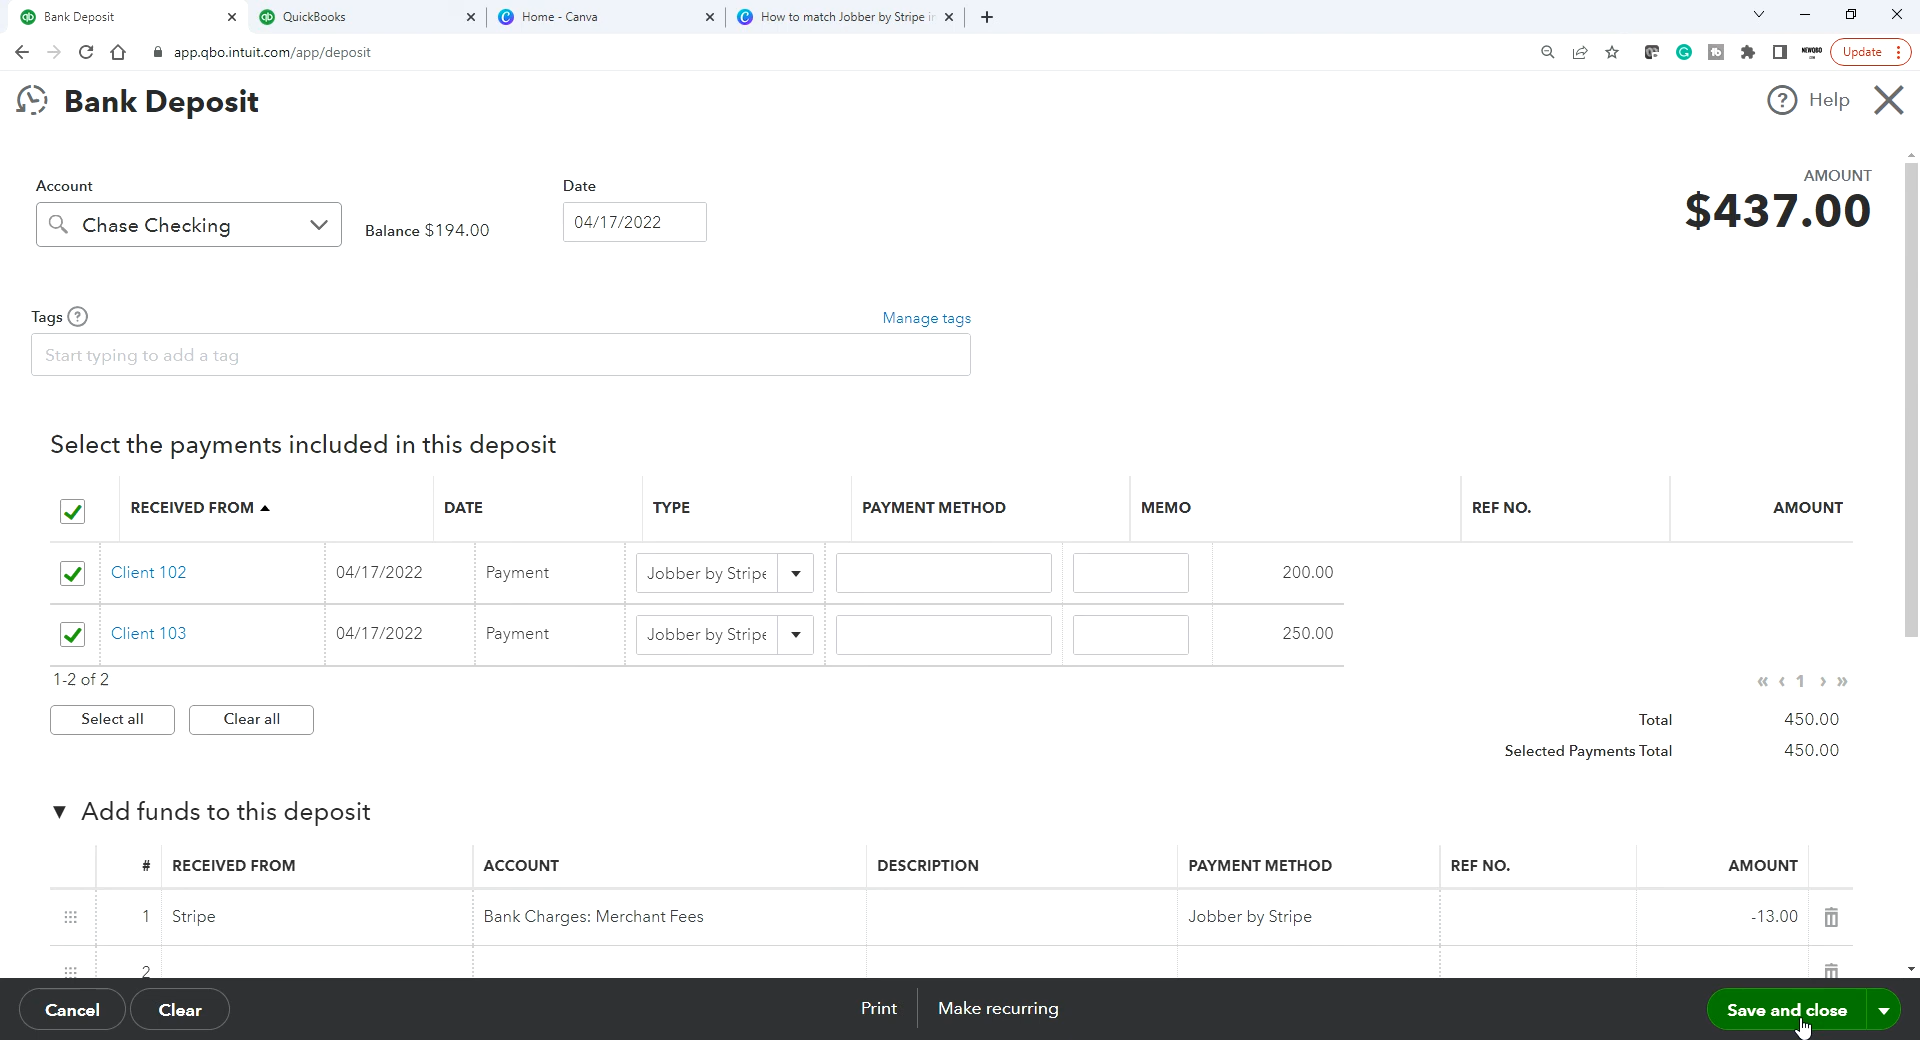 Bank Deposit
QuickBooks
Home - Canva
How to match Jobber by Stripe i
app.qbo.intuit.com/app/deposit
Update
Bank Deposit
Help
Account
Date
AMOUNT
Chase Checking
Balance $194.00
04/17/2022
$437.00
Tags ?
Manage tags
Start typing to add a tag
Select the payments included in this deposit
RECEIVED FROM DATE TYPE PAYMENT METHOD MEMO REF NO. AMOUNT
Client 102 04/17/2022 Payment Jobber by Stripe 200.00
Client 103 04/17/2022 Payment Jobber by Stripe 250.00
1-2 of 2
« ‹ 1 › »
Select all Clear all
Total 450.00
Selected Payments Total 450.00
Add funds to this deposit
# RECEIVED FROM ACCOUNT DESCRIPTION PAYMENT METHOD REF NO. AMOUNT
1 Stripe Bank Charges: Merchant Fees Jobber by Stripe -13.00
2
Cancel Clear Print Make recurring Save and close